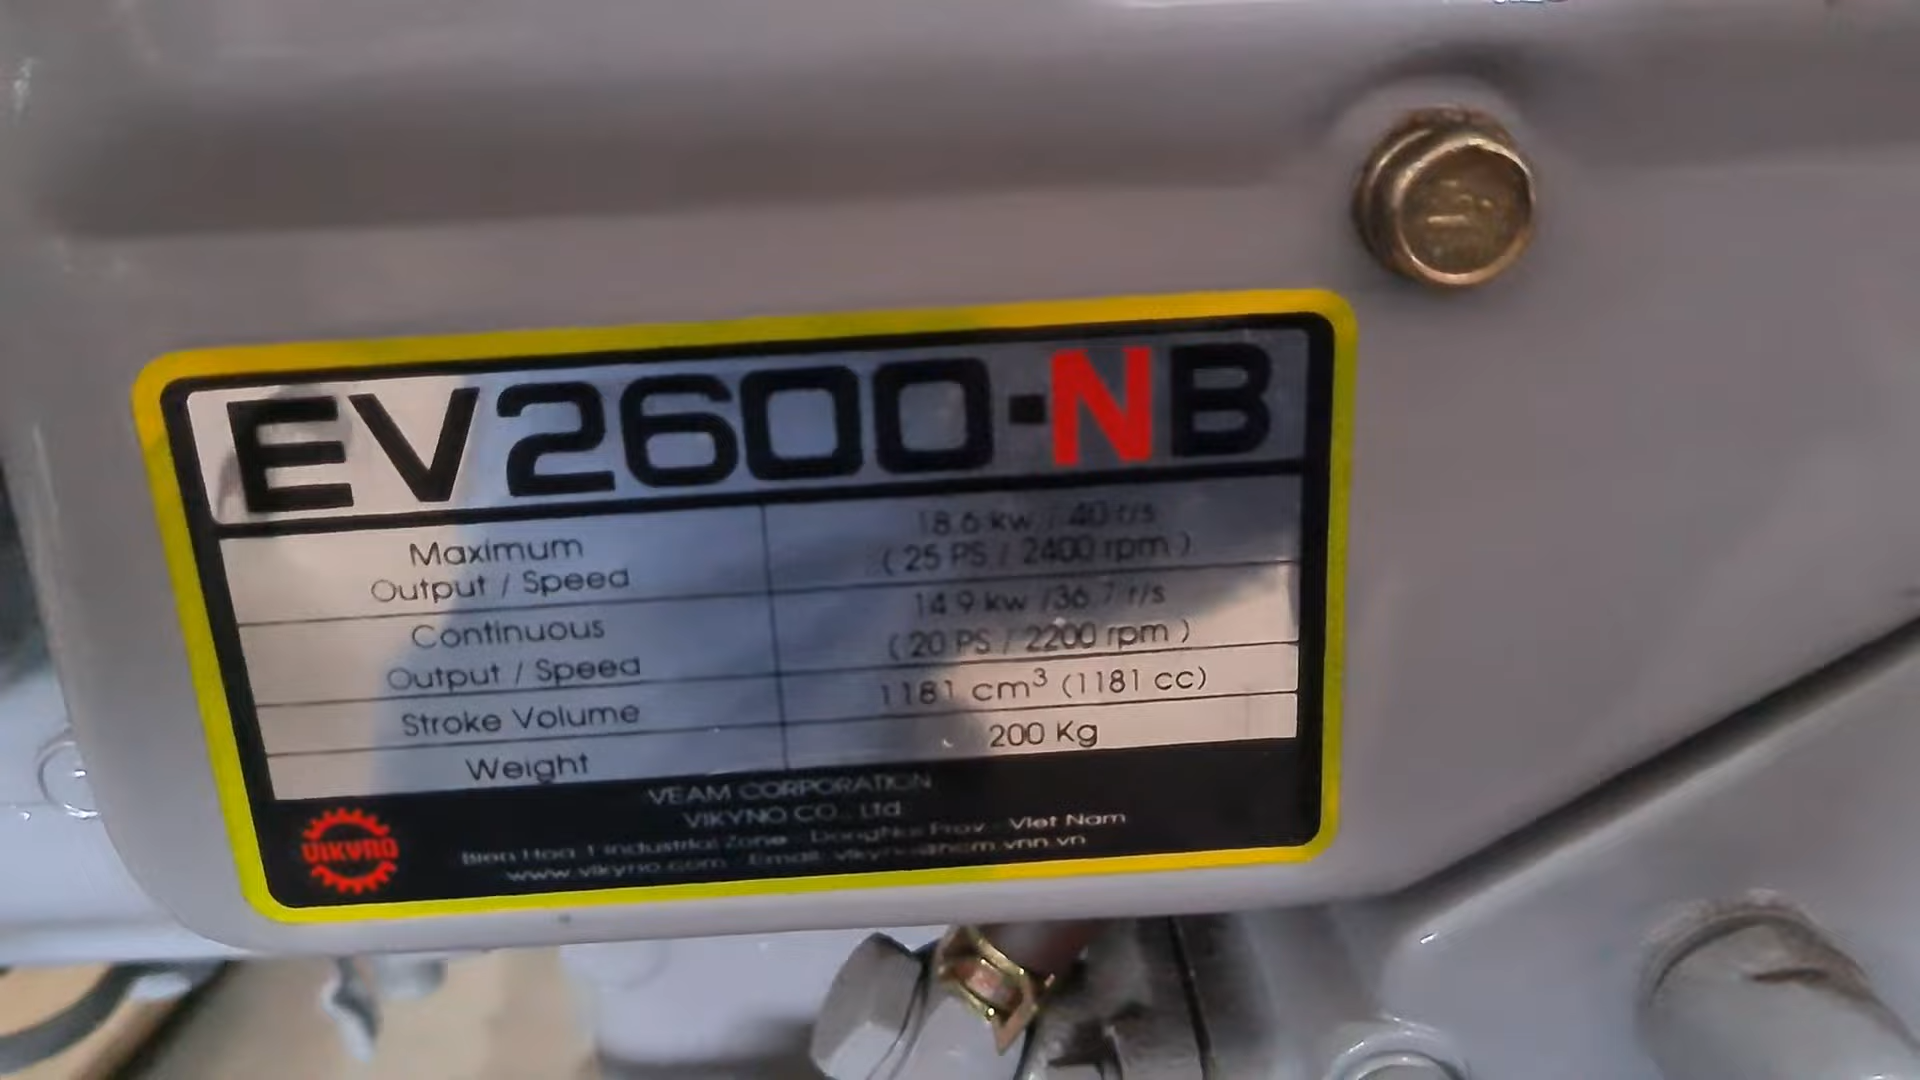 EV2600-NB
Maximum
Output / Speed
18.6 kw / 40 r/s
( 25 PS / 2400 rpm )
Continuous
Output / Speed
14.9 kw /36.7 r/s
( 20 PS / 2200 rpm )
Stroke Volume
1181 cm³ (1181 cc)
Weight
200 Kg
VEAM CORPORATION
VIKYNO CO., Ltd
Bien Hoa 1 Industrial Zone - DongNai Prov - Viet Nam
www.vikyno.com - Email: vikyno@hcm.vnn.vn
VIKYNO